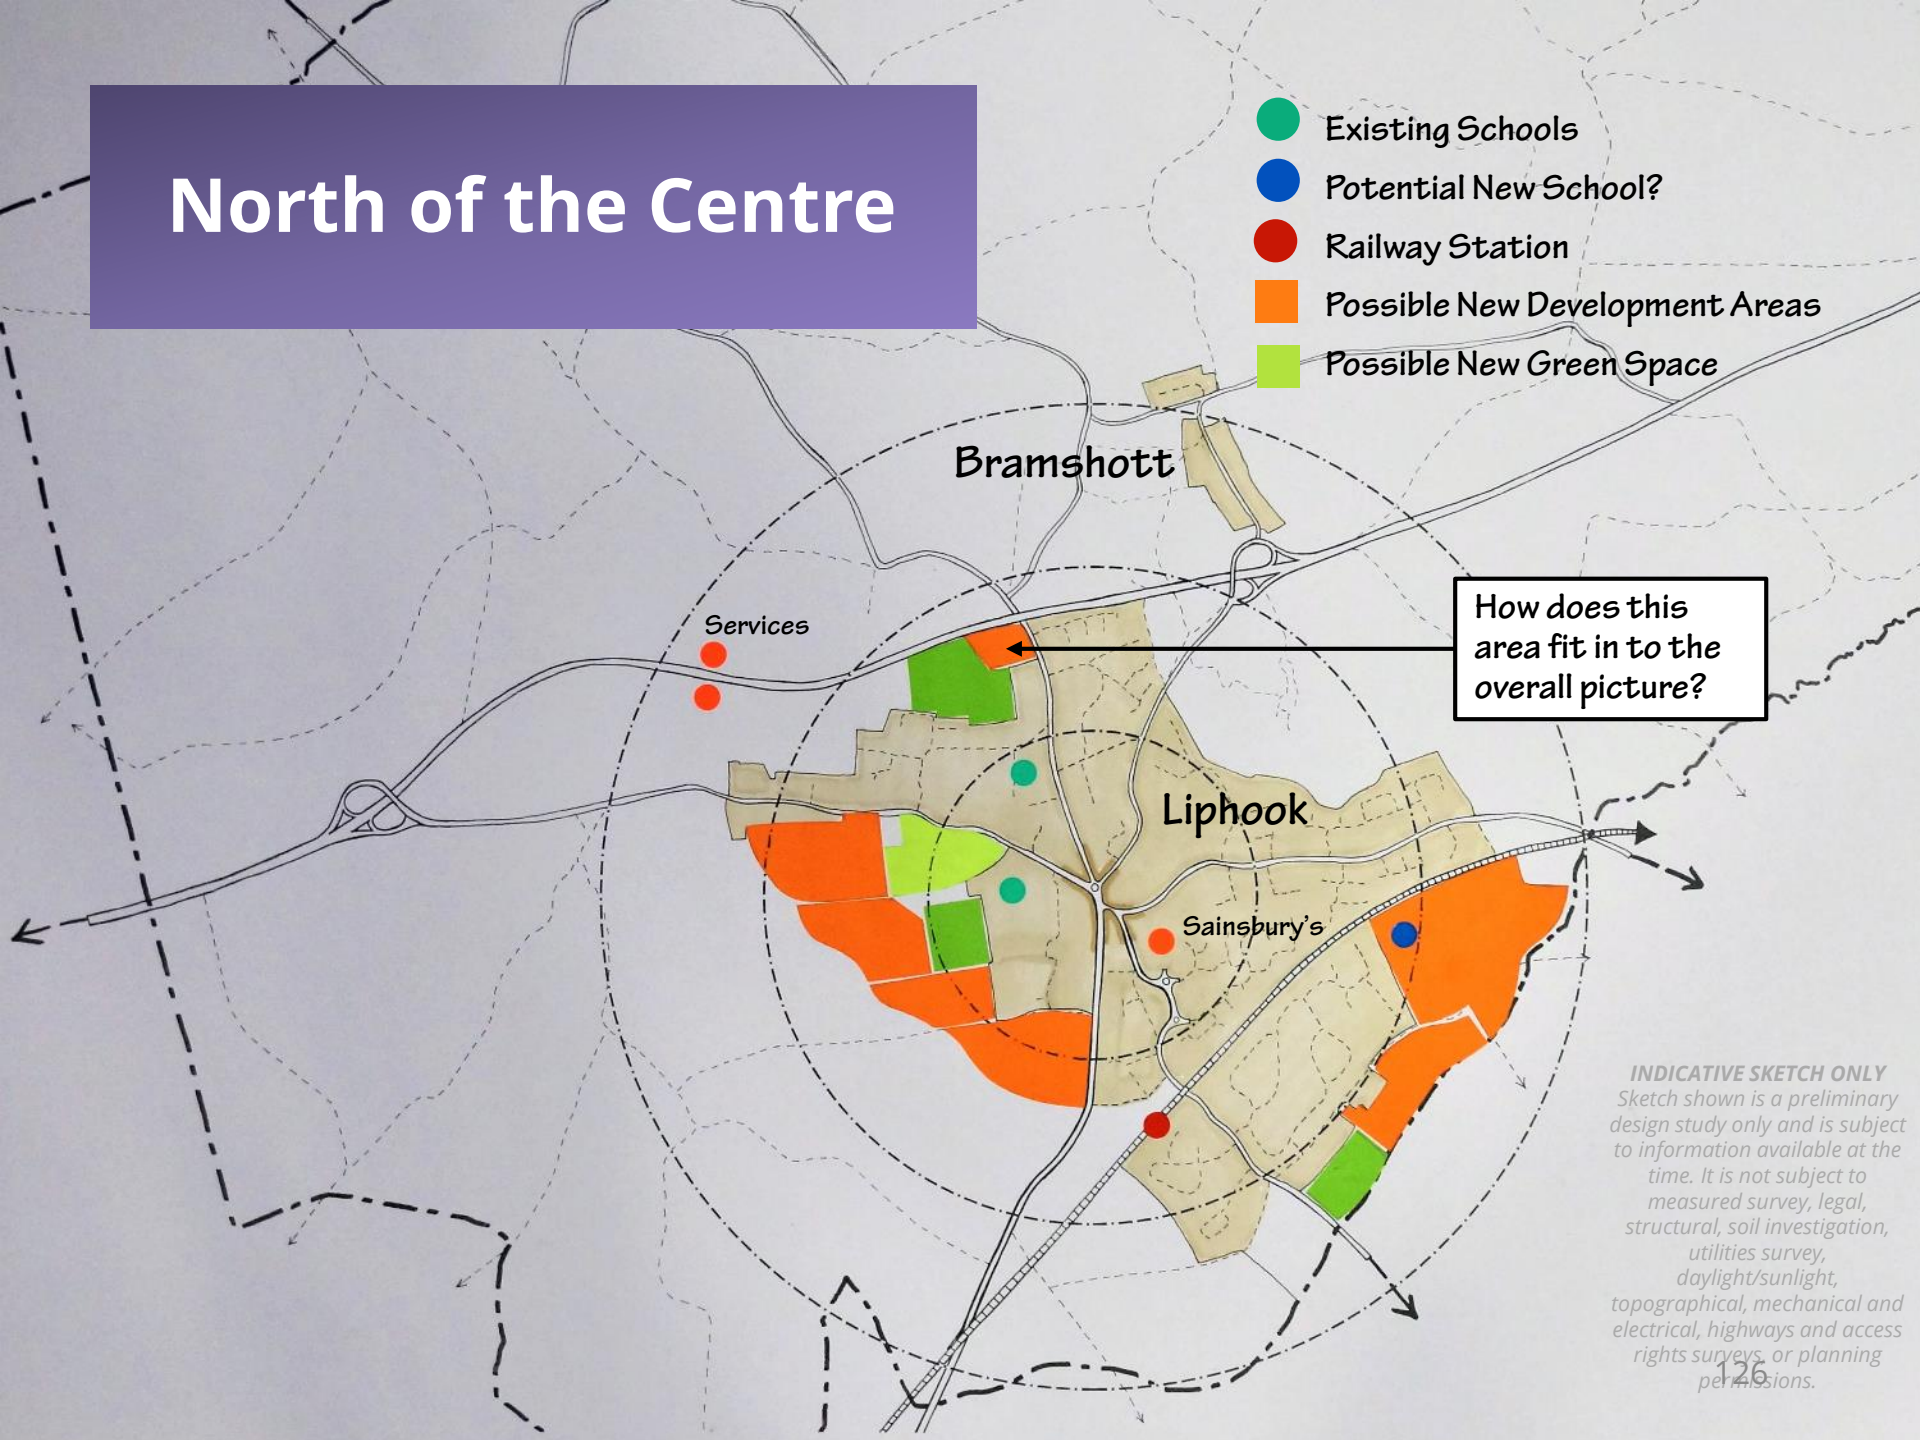 North of the Centre
Existing Schools
Potential New School?
Railway Station
Possible New Development Areas
Possible New Green Space
Bramshott
Services
How does this
area fit in to the
overall picture?
Liphook
Sainsbury's
INDICATIVE SKETCH ONLY
Sketch shown is a preliminary
design study only and is subject
to information available at the
time. It is not subject to
measured survey, legal,
structural, soil investigation,
utilities survey,
daylight/sunlight,
topographical, mechanical and
electrical, highways and access
rights surveys, or planning
permissions.
126